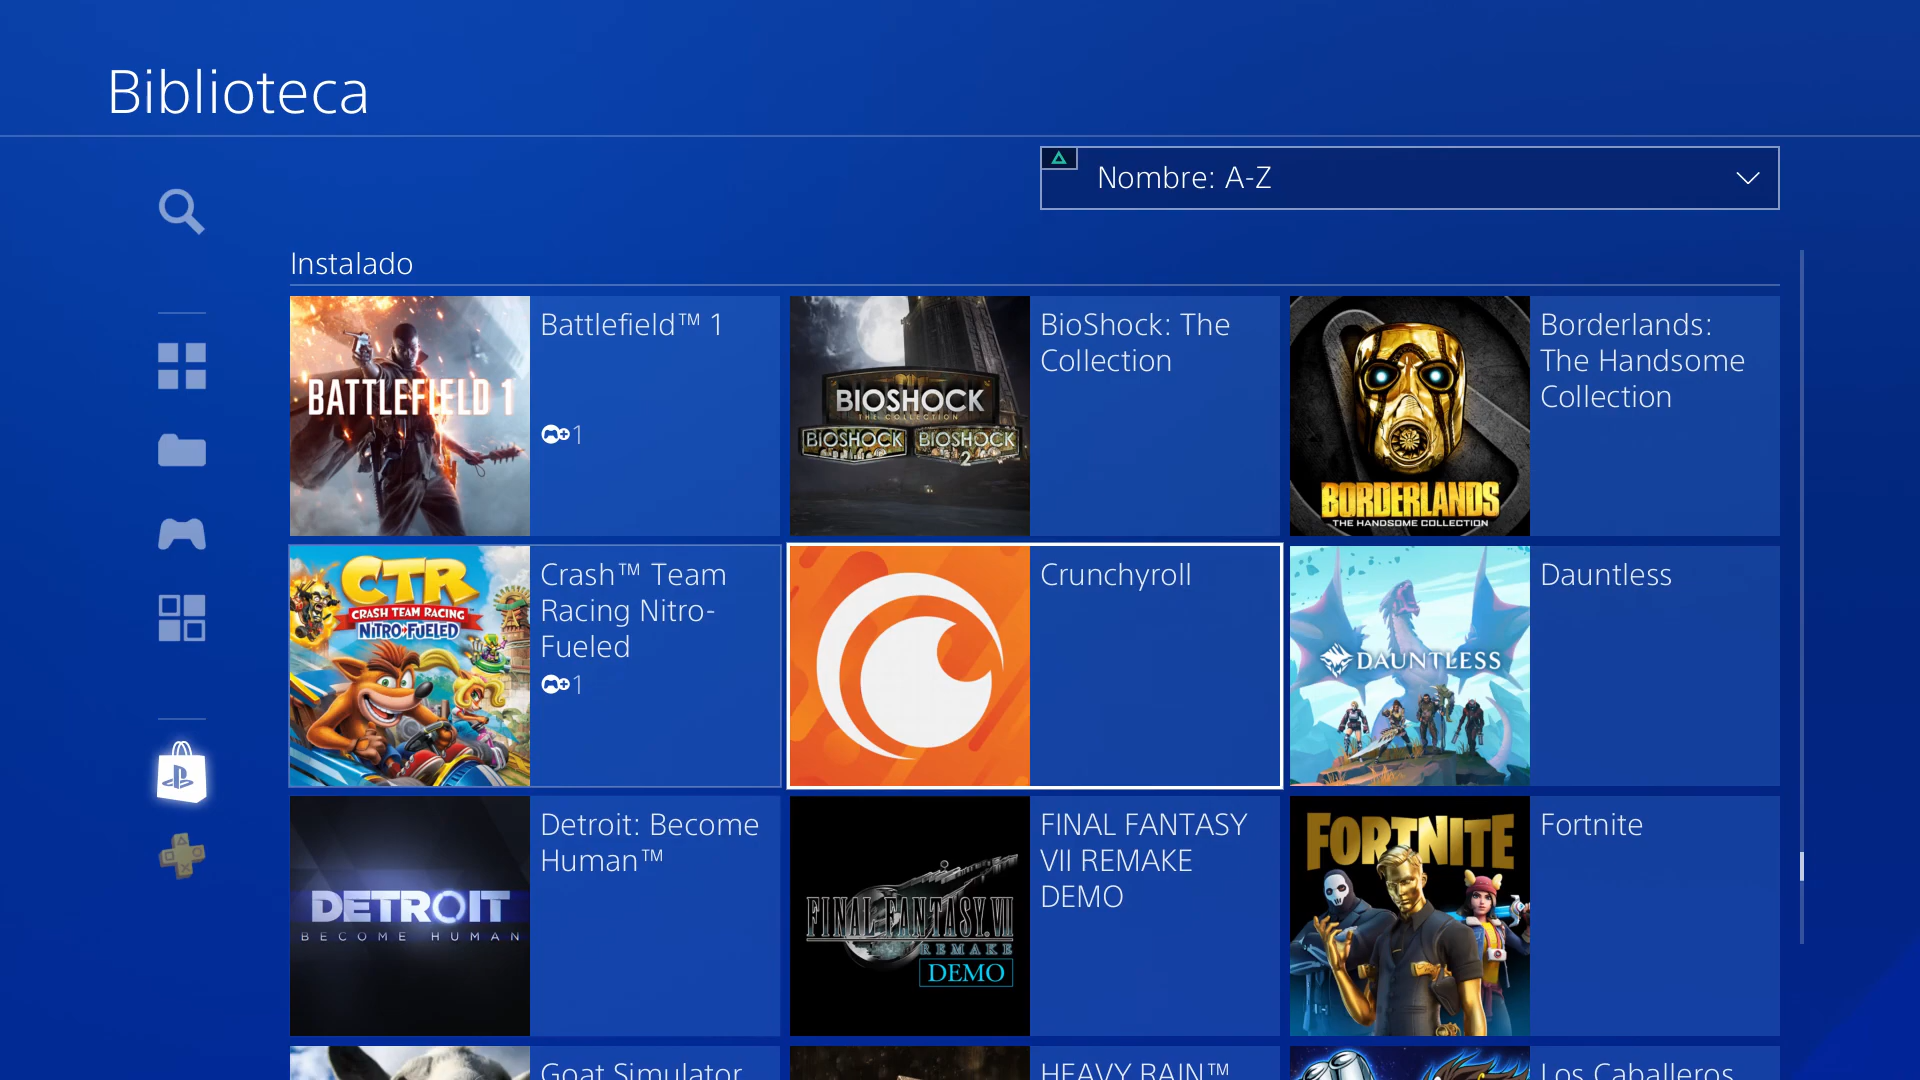 Biblioteca
Nombre: A-Z
Instalado
BATTLEFIELD 1
Battlefield™ 1
1
BIOSHOCK
THE COLLECTION
BIOSHOCK
BIOSHOCK
2
BioShock: The
Collection
BORDERLANDS
THE HANDSOME COLLECTION
Borderlands:
The Handsome
Collection
CTR
CRASH TEAM RACING™
NITRO-FUELED
Crash™ Team
Racing Nitro-
Fueled
1
Crunchyroll
DAUNTLESS
Dauntless
DETROIT
BECOME HUMAN
Detroit: Become
Human™
FINAL FANTASY VII
REMAKE
DEMO
FINAL FANTASY
VII REMAKE
DEMO
FORTNITE
Fortnite
Goat Simulator
HEAVY RAIN™
Los Caballeros